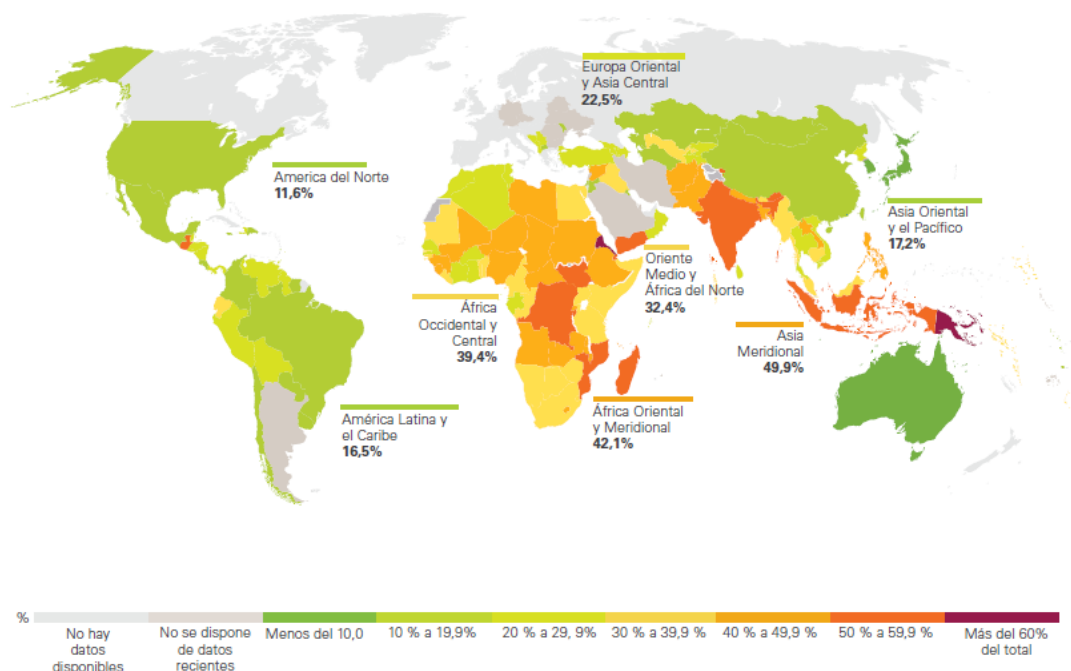 Europa Oriental
y Asia Central
22,5%
America del Norte
11,6%
Asia Oriental
y el Pacífico
17,2%
Oriente
Medio y
África del Norte
32,4%
África
Occidental y
Central
39,4%
Asia
Meridional
49,9%
África Oriental
y Meridional
42,1%
América Latina y
el Caribe
16,5%
%
No hay
datos
disponibles
No se dispone
de datos
recientes
Menos del 10,0
10 % a 19,9%
20 % a 29, 9%
30 % a 39,9 %
40 % a 49,9 %
50 % a 59,9 %
Más del 60%
del total